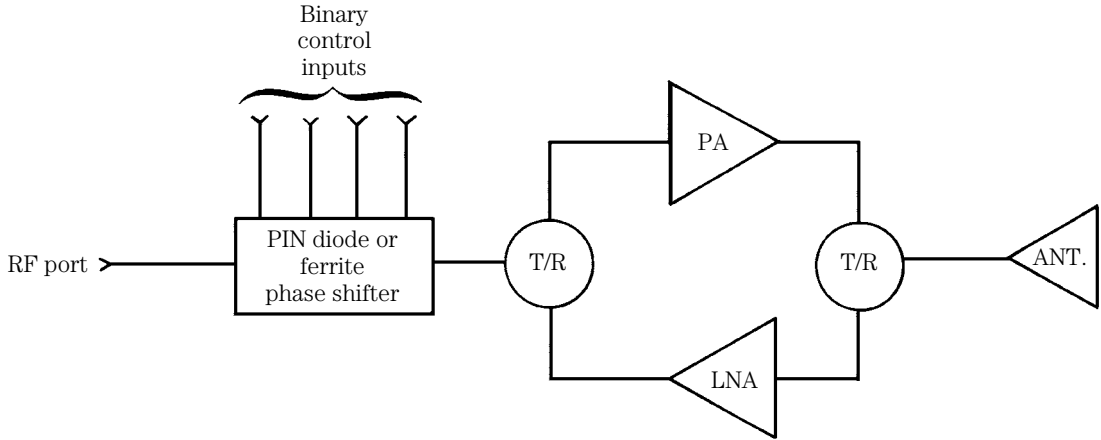 Binary
control
inputs
PA
RF port
PIN diode or
ferrite
phase shifter
T/R
T/R
ANT.
LNA